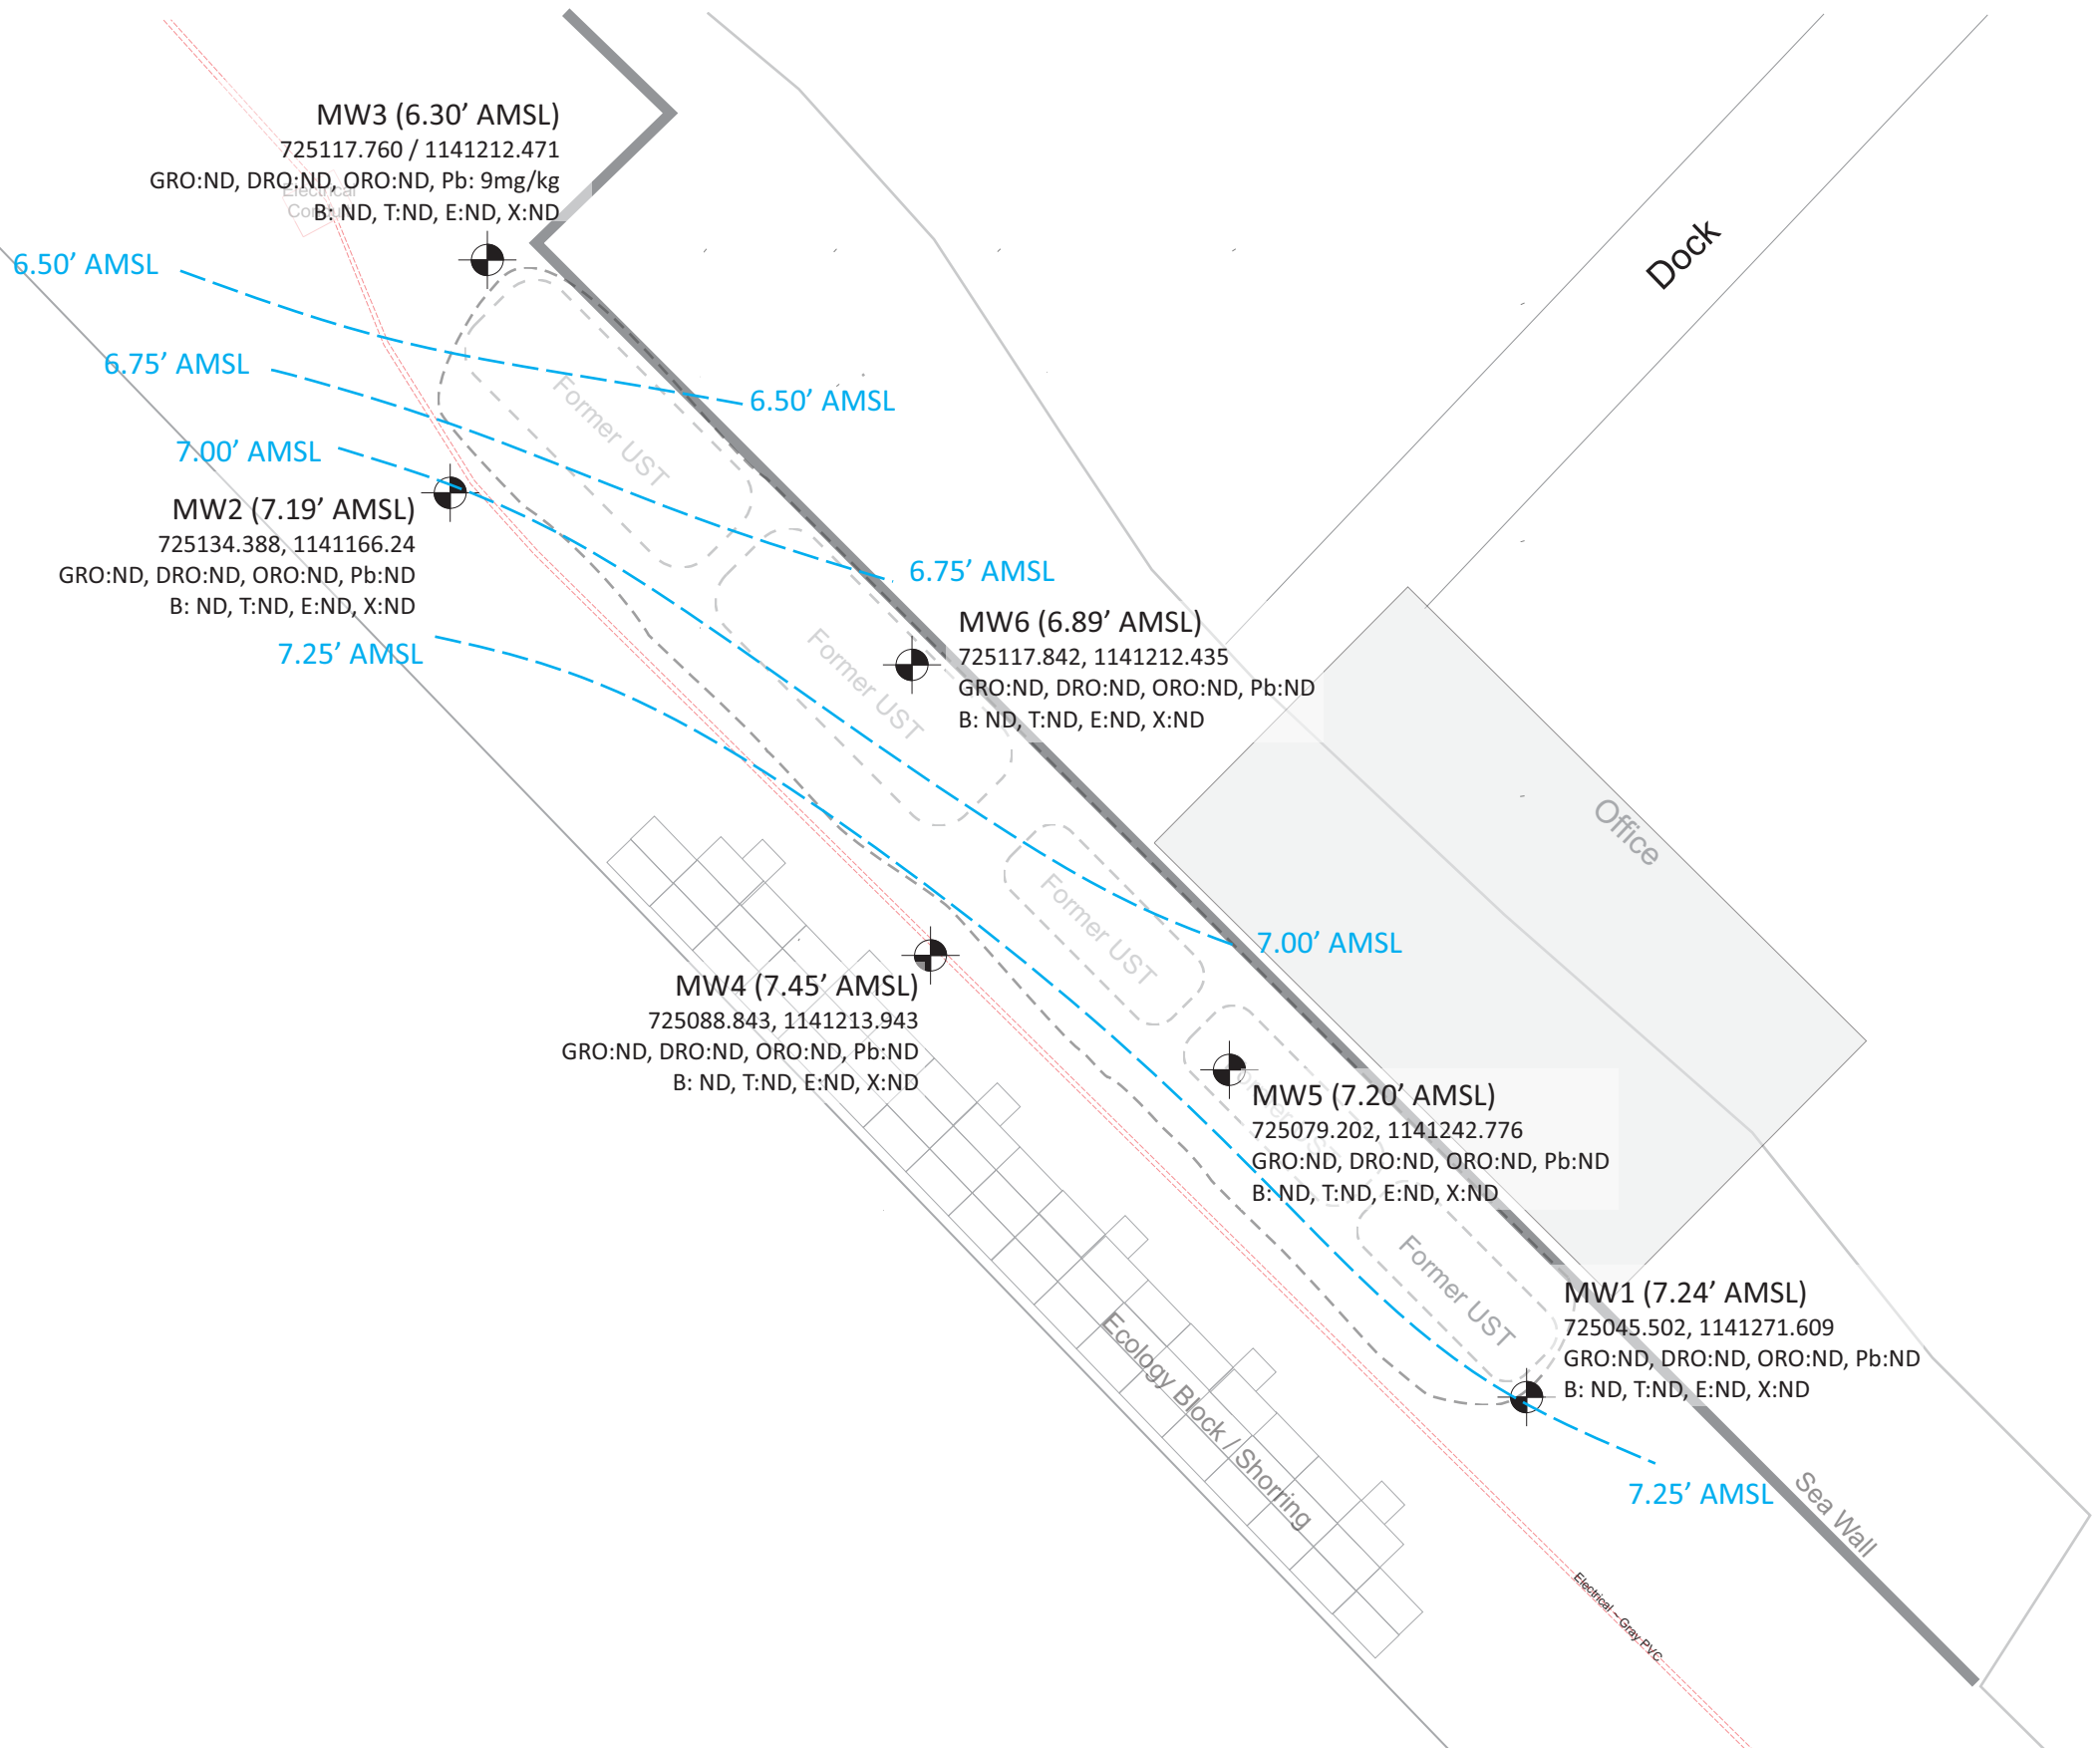 MW3 (6.30’ AMSL)
725117.760 / 1141212.471
GRO:ND, DRO:ND, ORO:ND, Pb: 9mg/kg
B: ND, T:ND, E:ND, X:ND
Electrical
6.50’ AMSL
6.75’ AMSL
6.50’ AMSL
7.00’ AMSL
Former UST
MW2 (7.19’ AMSL)
725134.388, 1141166.24
GRO:ND, DRO:ND, ORO:ND, Pb:ND
B: ND, T:ND, E:ND, X:ND
7.25’ AMSL
6.75’ AMSL
Dock
MW6 (6.89’ AMSL)
725117.842, 1141212.435
GRO:ND, DRO:ND, ORO:ND, Pb:ND
B: ND, T:ND, E:ND, X:ND
Former UST
Office
Former UST
7.00’ AMSL
MW4 (7.45’ AMSL)
725088.843, 1141213.943
GRO:ND, DRO:ND, ORO:ND, Pb:ND
B: ND, T:ND, E:ND, X:ND
MW5 (7.20’ AMSL)
725079.202, 1141242.776
GRO:ND, DRO:ND, ORO:ND, Pb:ND
B: ND, T:ND, E:ND, X:ND
Former UST
MW1 (7.24’ AMSL)
725045.502, 1141271.609
GRO:ND, DRO:ND, ORO:ND, Pb:ND
B: ND, T:ND, E:ND, X:ND
Ecology Block / Shorring
7.25’ AMSL
Sea Wall
Electrical - Gray PVC